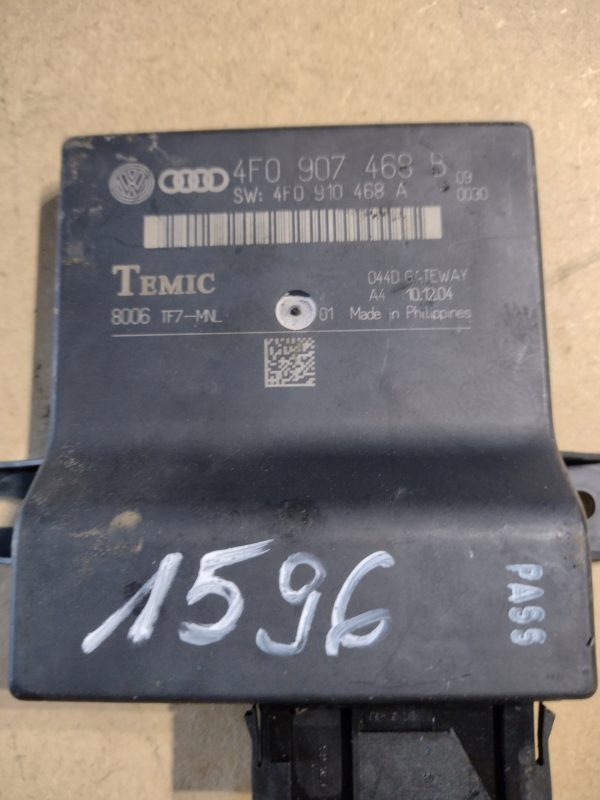 4F0 907 468 B 09
SW: 4F0 910 468 A 0030
TEMIC
044D GATEWAY
A4 10.12.04
8006 TF7-MNL
01 Made in Philippines
1596
PASS